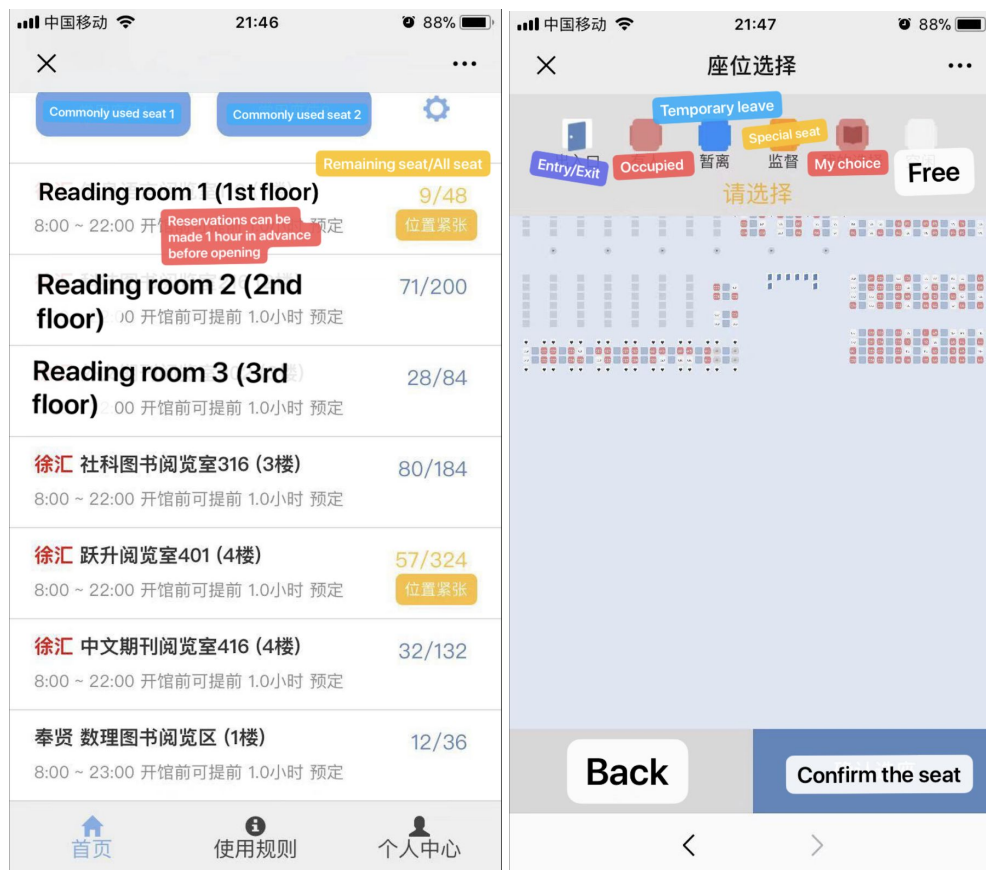 中国移动 21:46 88%
Commonly used seat 1
Commonly used seat 2
Remaining seat/All seat
Reading room 1 (1st floor)
9/48
8:00 ~ 22:00 开馆
预定
位置紧张
Reservations can be
made 1 hour in advance
before opening
Reading room 2 (2nd
floor)
71/200
开馆前可提前 1.0小时 预定
Reading room 3 (3rd
floor)
28/84
:00 开馆前可提前 1.0小时 预定
徐汇 社科图书阅览室316 (3楼)
80/184
8:00 ~ 22:00 开馆前可提前 1.0小时 预定
徐汇 跃升阅览室401 (4楼)
57/324
8:00 ~ 22:00 开馆前可提前 1.0小时 预定
位置紧张
徐汇 中文期刊阅览室416 (4楼)
32/132
8:00 ~ 22:00 开馆前可提前 1.0小时 预定
奉贤 数理图书阅览区 (1楼)
12/36
8:00 ~ 23:00 开馆前可提前 1.0小时 预定
首页 使用规则 个人中心
中国移动 21:47 88%
座位选择
Temporary leave
Special seat
Entry/Exit
Occupied
暂离
监督
My choice
Free
请选择
Back
Confirm the seat